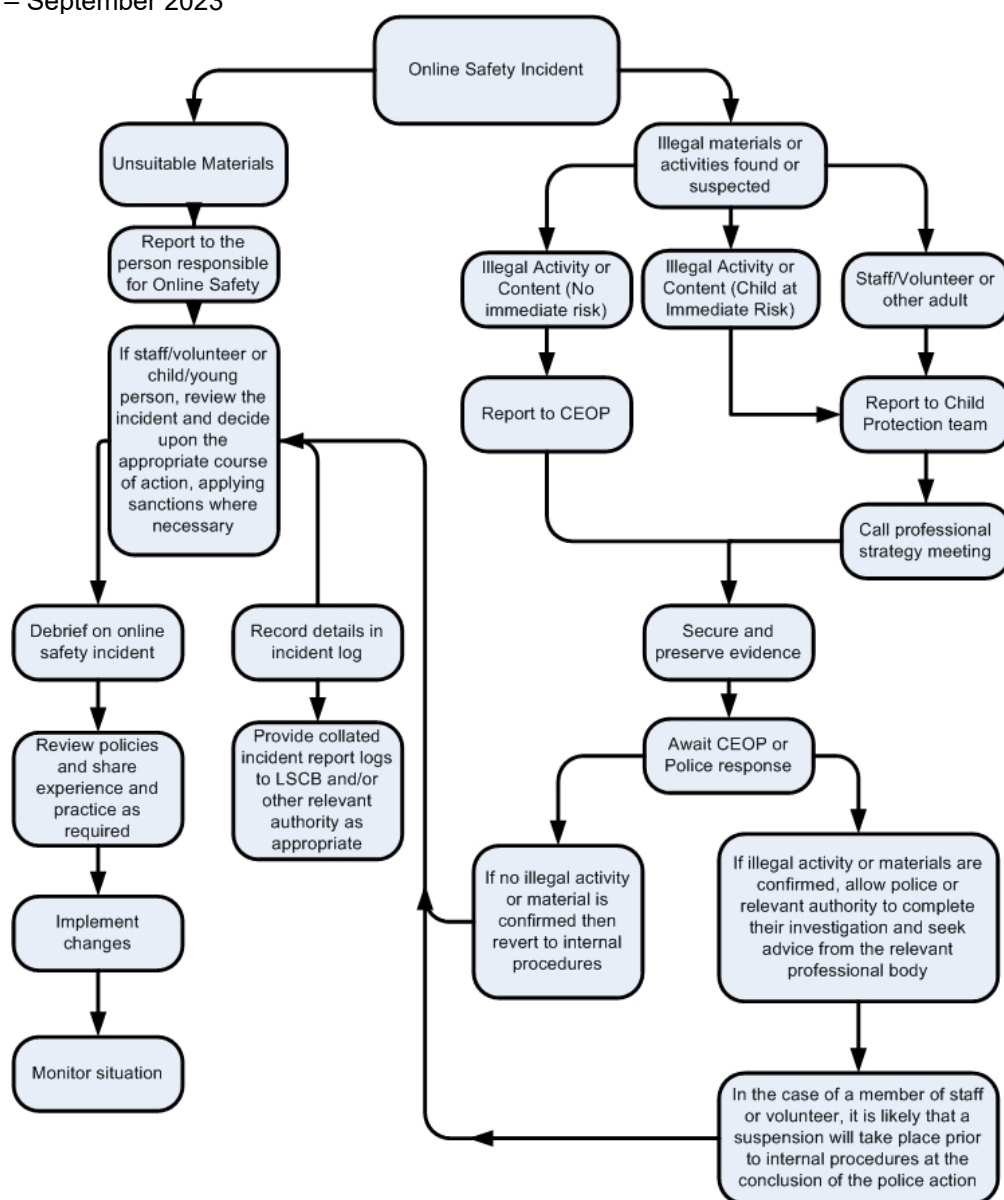 – September 2023
Online Safety Incident
Unsuitable Materials
Illegal materials or
activities found or
suspected
Report to the
person responsible
for Online Safety
Illegal Activity or
Content (No
immediate risk)
Illegal Activity or
Content (Child at
Immediate Risk)
Staff/Volunteer or
other adult
If staff/volunteer or
child/young
person, review the
incident and decide
upon the
appropriate course
of action, applying
sanctions where
necessary
Report to CEOP
Report to Child
Protection team
Call professional
strategy meeting
Debrief on online
safety incident
Record details in
incident log
Secure and
preserve evidence
Review policies
and share
experience and
practice as
required
Provide collated
incident report logs
to LSCB and/or
other relevant
authority as
appropriate
Await CEOP or
Police response
If no illegal activity
or material is
confirmed then
revert to internal
procedures
If illegal activity or materials are
confirmed, allow police or
relevant authority to complete
their investigation and seek
advice from the relevant
professional body
Implement
changes
Monitor situation
In the case of a member of staff
or volunteer, it is likely that a
suspension will take place prior
to internal procedures at the
conclusion of the police action